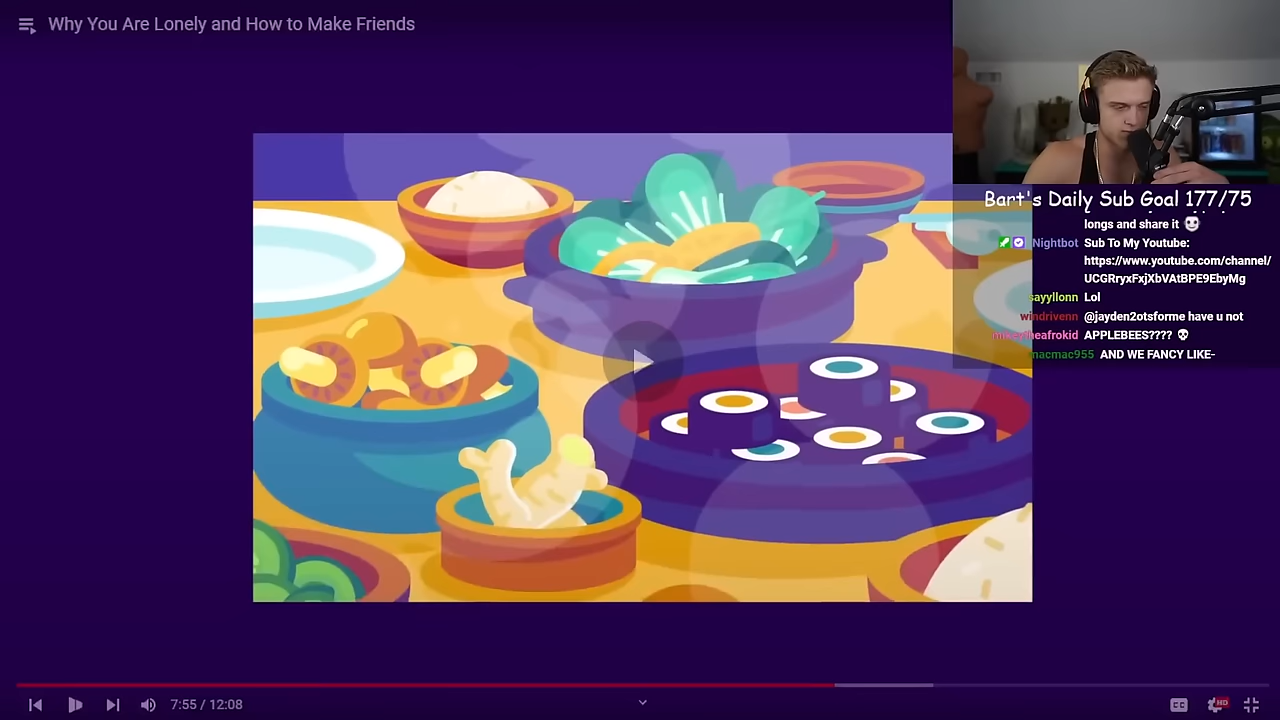 Why You Are Lonely and How to Make Friends
Bart's Daily Sub Goal 177/75
longs and share it
Nightbot Sub To My Youtube:
https://www.youtube.com/channel/
UCGRryxFxjXbVAtBPE9EbyMg
sayyllonn Lol
windrivenn @jayden2otsforme have u not
APPLEBEES????
macmac955 AND WE FANCY LIKE-
7:55 / 12:08
CC
HD